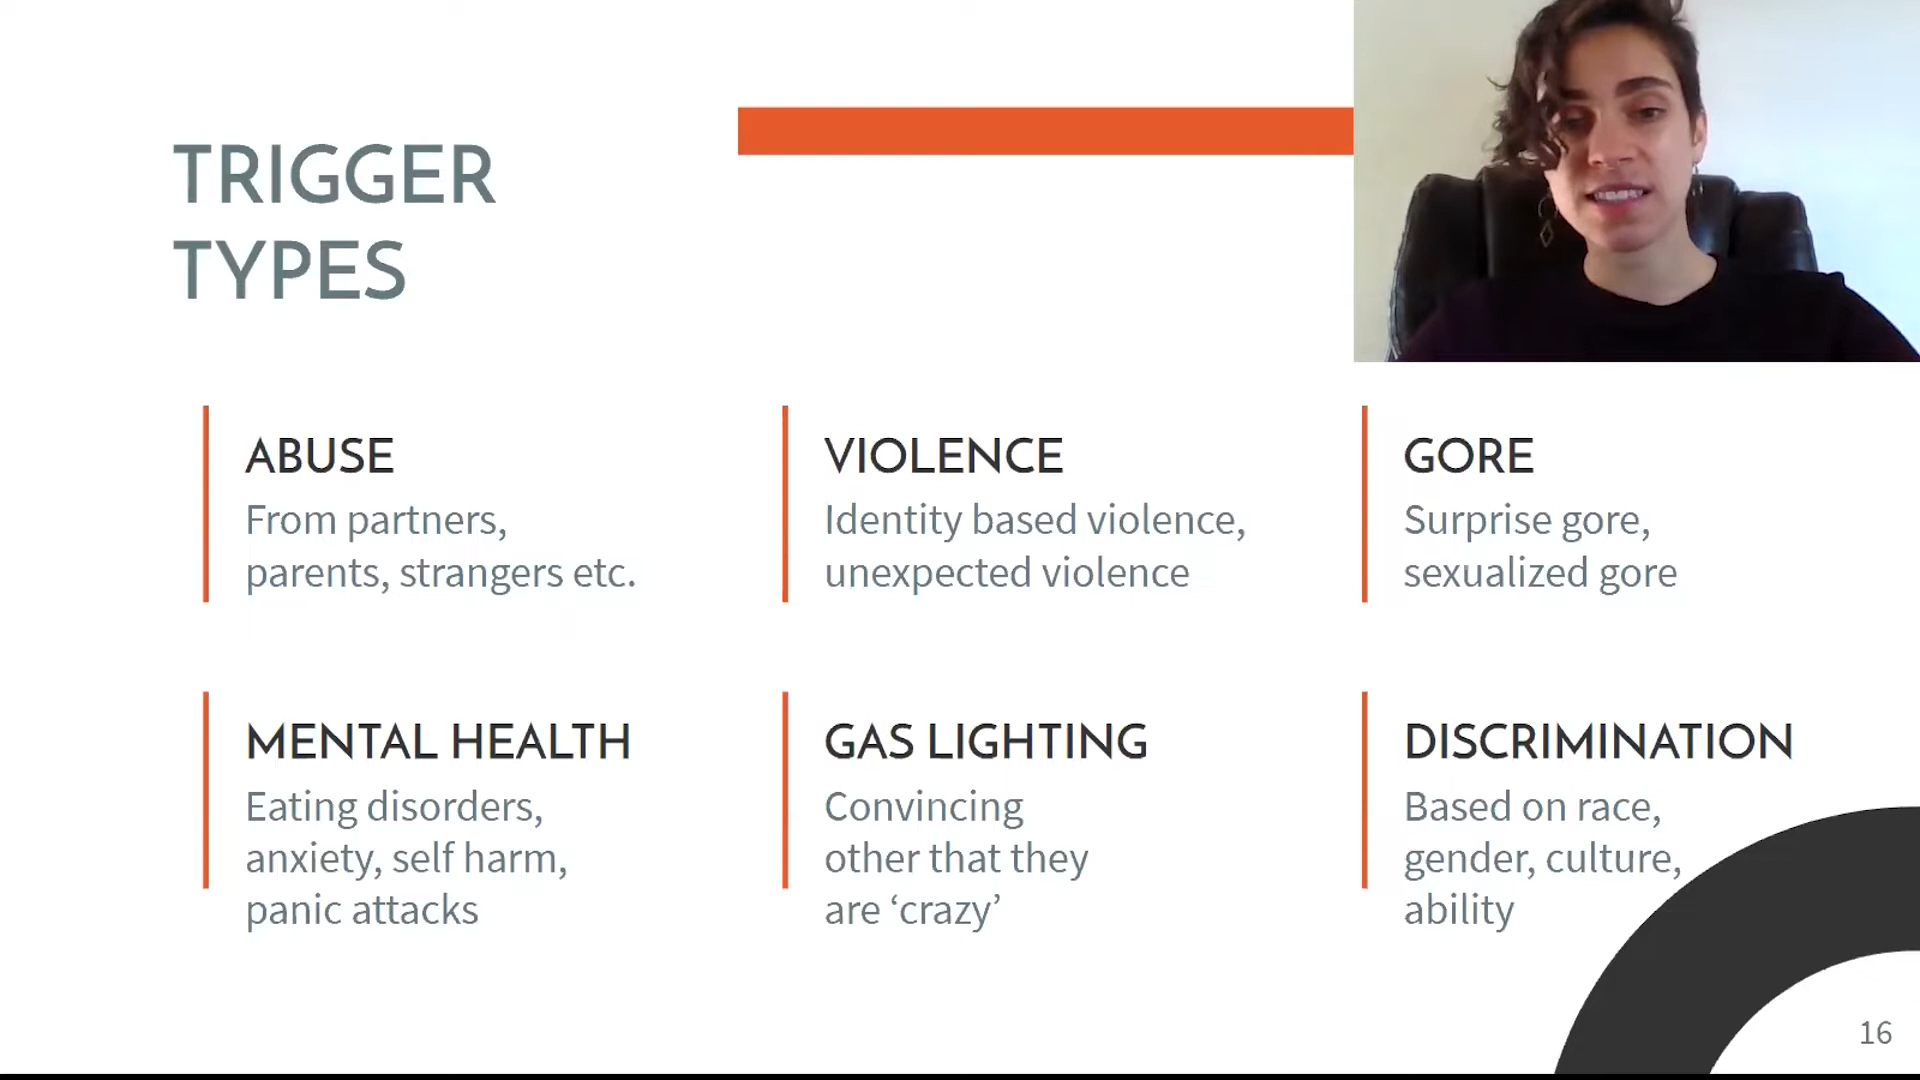 TRIGGER
TYPES
ABUSE
From partners,
parents, strangers etc.
VIOLENCE
Identity based violence,
unexpected violence
GORE
Surprise gore,
sexualized gore
MENTAL HEALTH
Eating disorders,
anxiety, self harm,
panic attacks
GAS LIGHTING
Convincing
other that they
are ‘crazy’
DISCRIMINATION
Based on race,
gender, culture,
ability
16